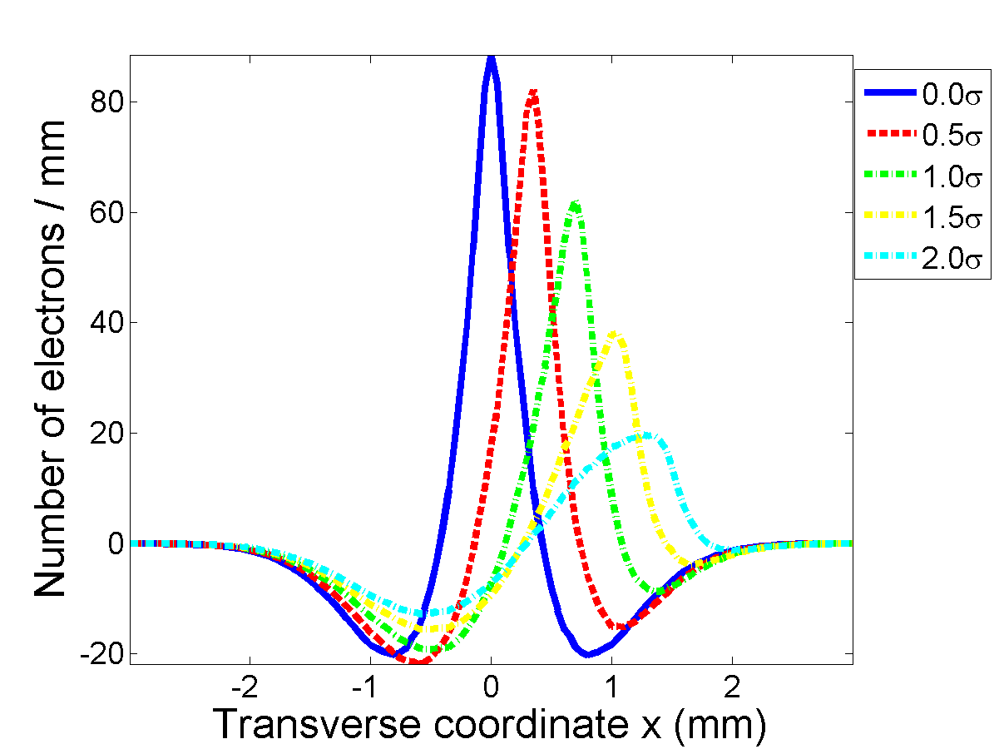 80
60
40
20
0
-20
-2
-1
0
1
2
Number of electrons / mm
Transverse coordinate x (mm)
0.0σ
0.5σ
1.0σ
1.5σ
2.0σ